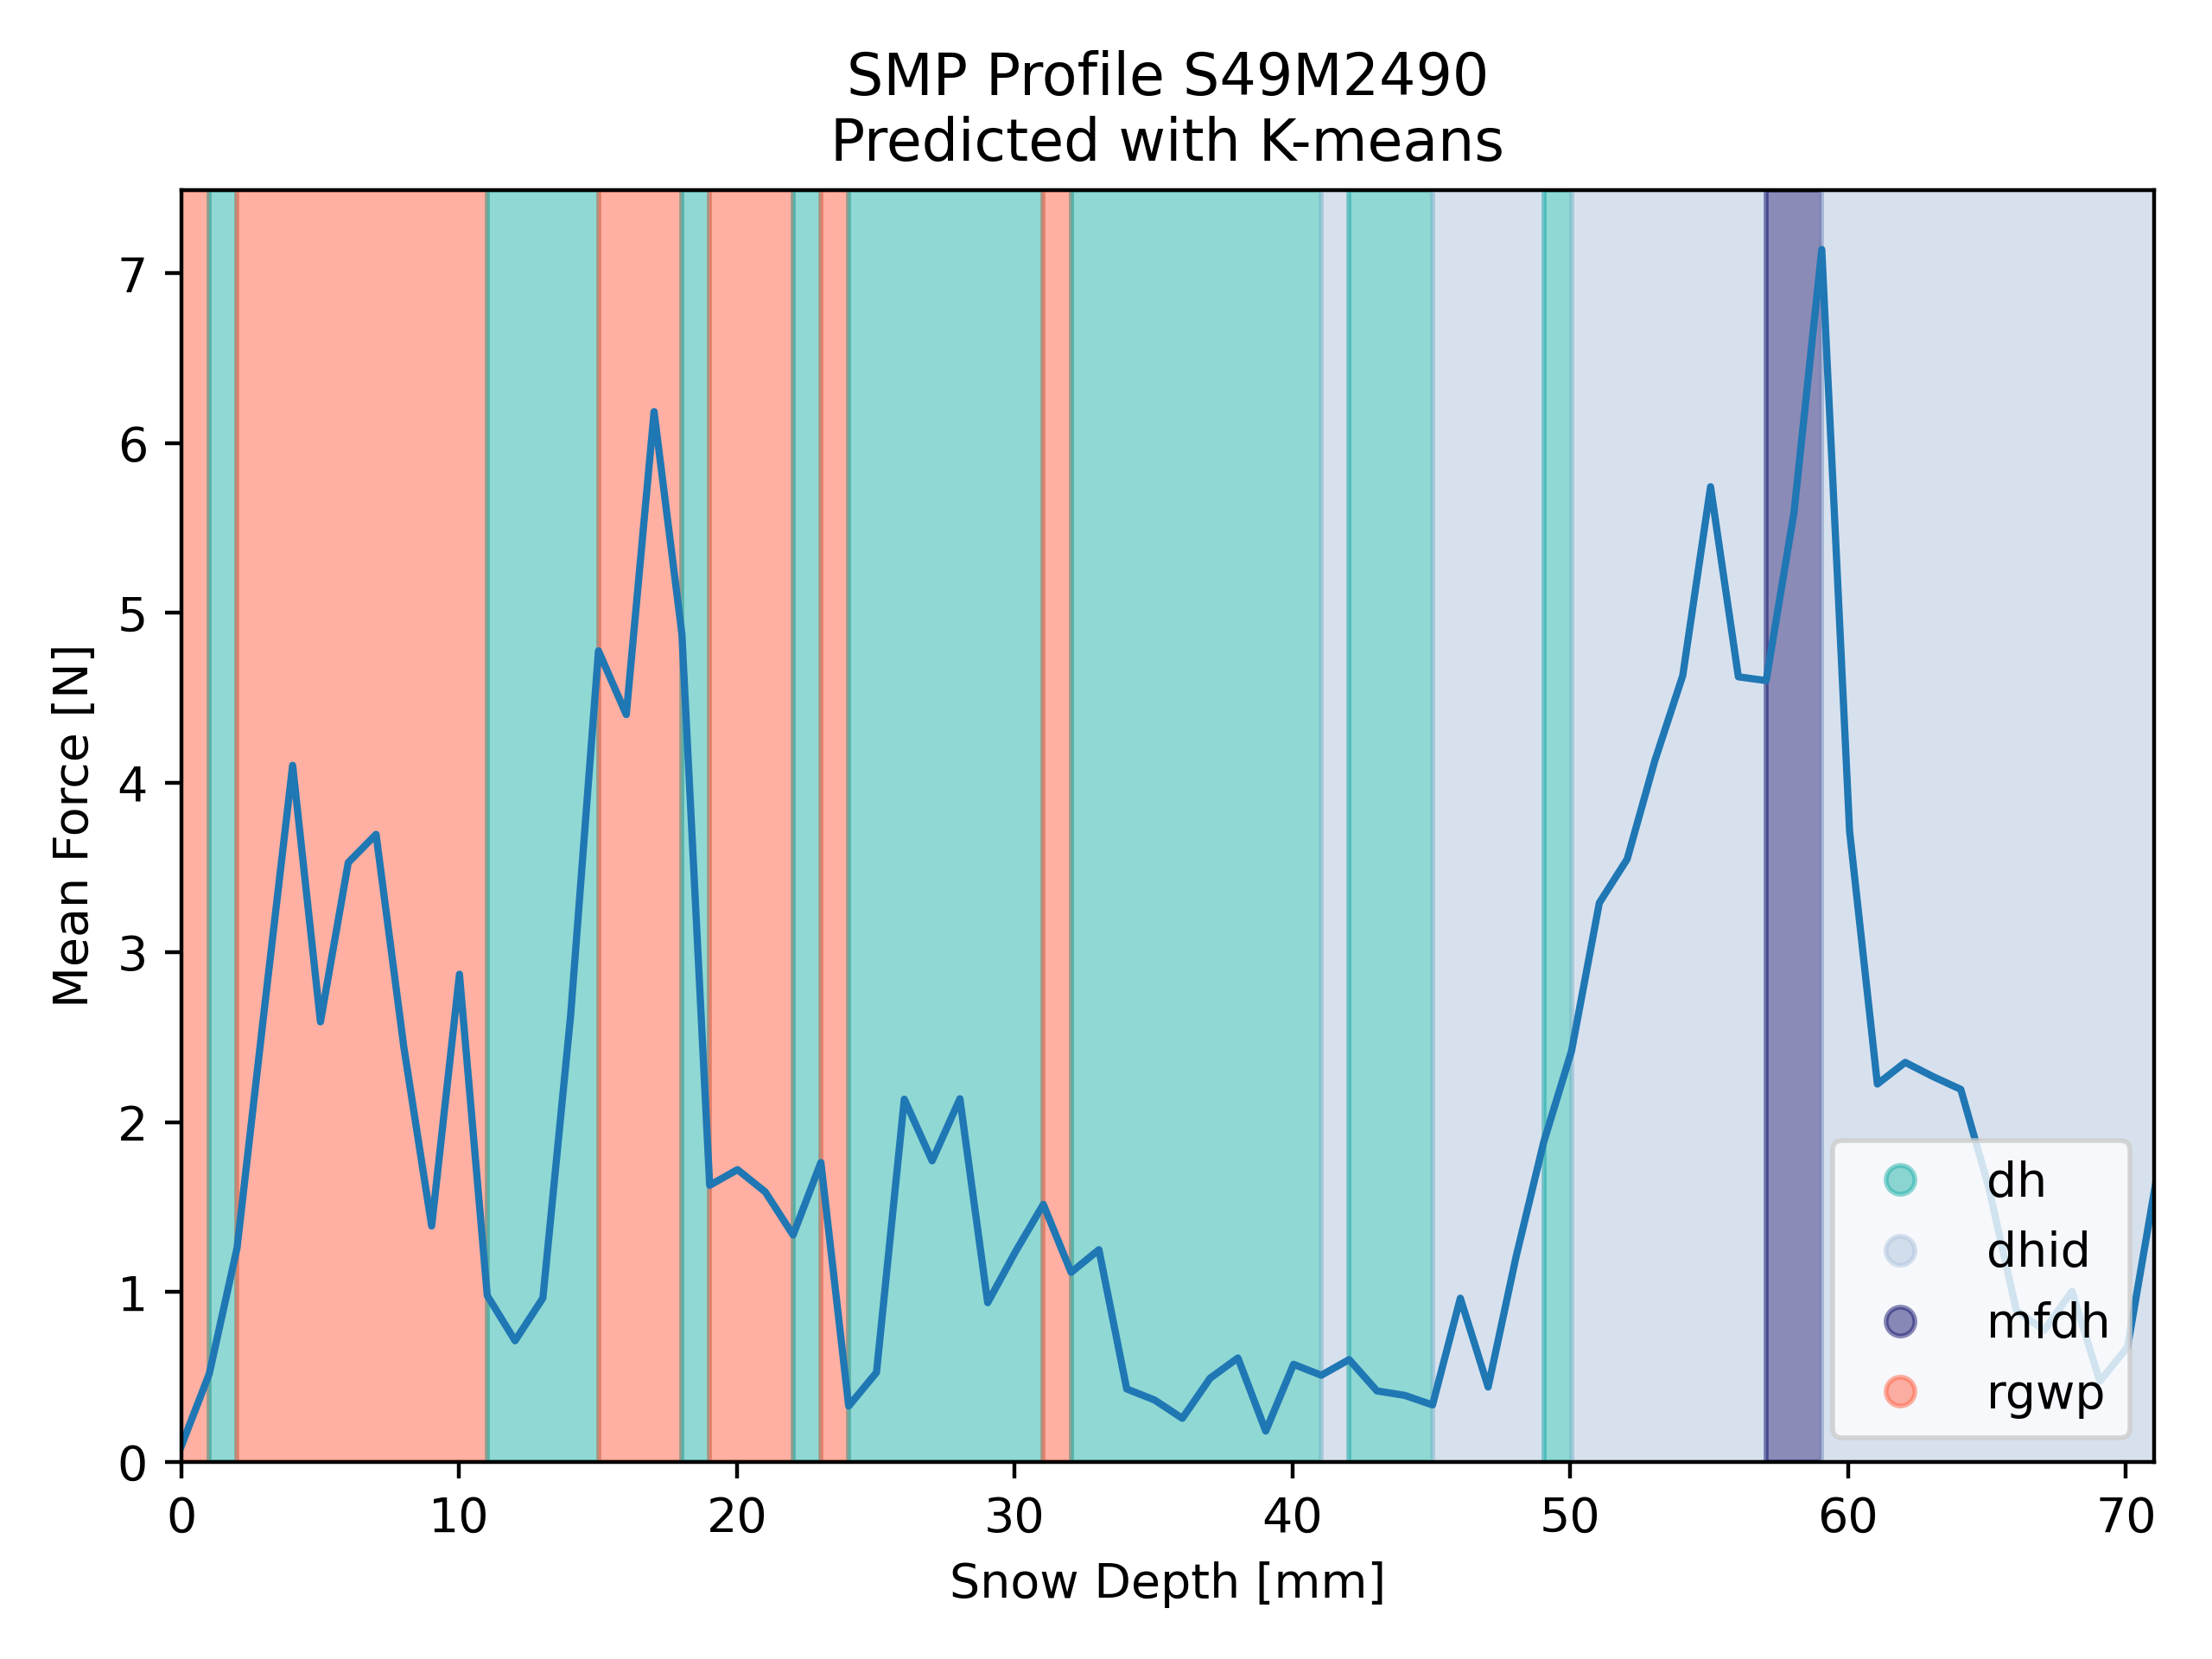 SMP Profile S49M2490
Predicted with K-means
Mean Force [N]
7
6
5
4
3
2
1
0
0 10 20 30 40 50 60 70
Snow Depth [mm]
dh
dhid
mfdh
rgwp